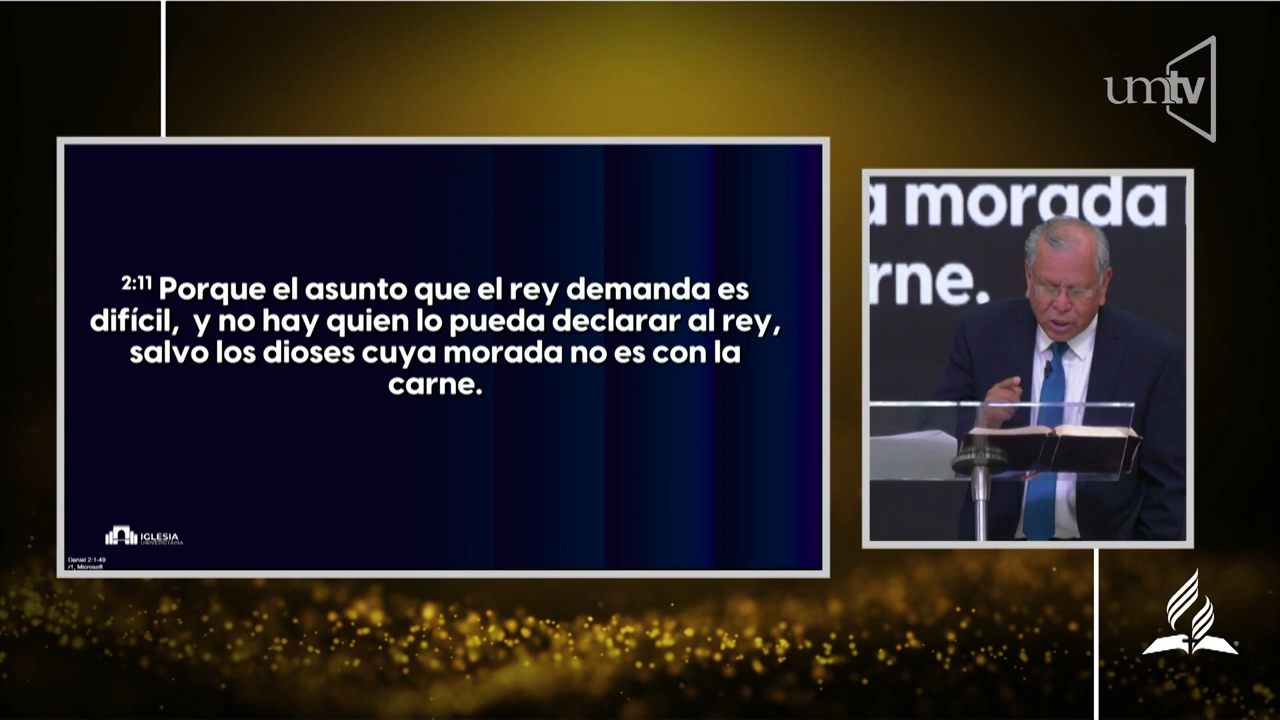 umtv
2:11 Porque el asunto que el rey demanda es
difícil, y no hay quien lo pueda declarar al rey,
salvo los dioses cuya morada no es con la
carne.
IGLESIA
UNIVERSITARIA
Daniel 2:1-49
r1, Microsoft
a morada
rne.